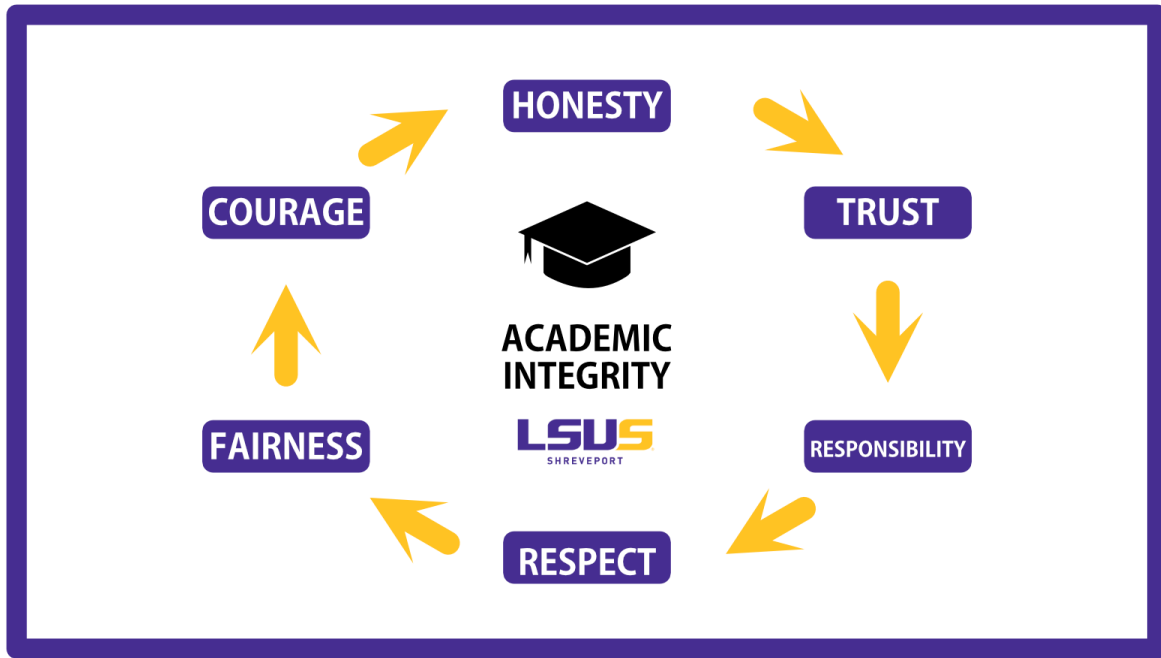 HONESTY
COURAGE
TRUST
ACADEMIC
INTEGRITY
FAIRNESS
LSUS
SHREVEPORT
RESPONSIBILITY
RESPECT